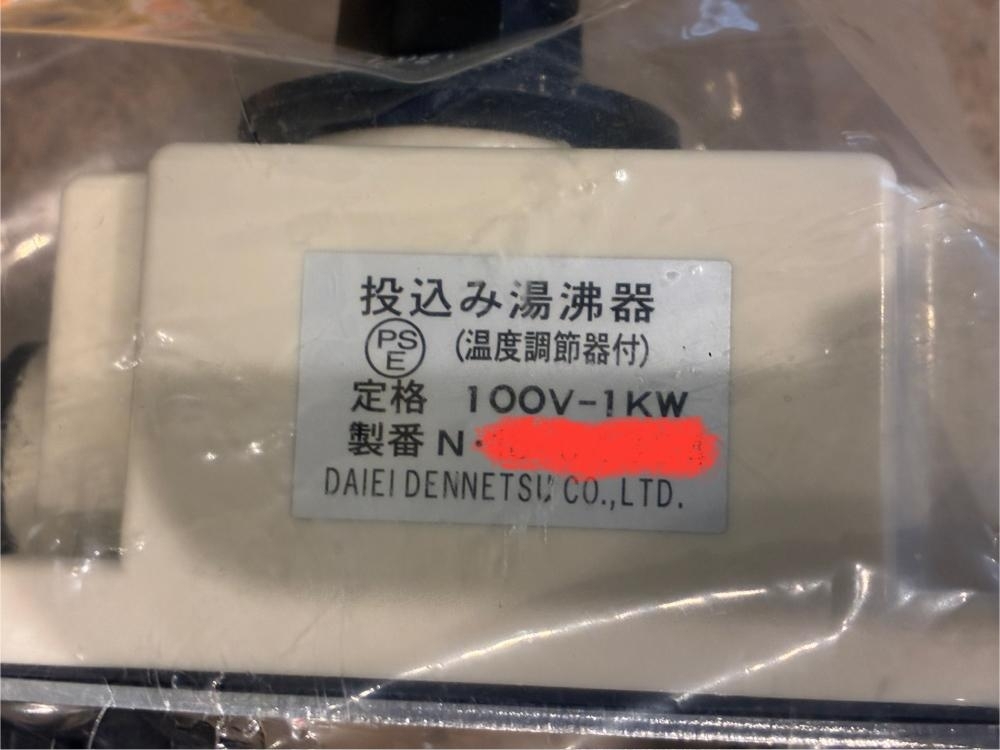 投込み湯沸器
PS
E
(温度調節器付)
定格 100V-1KW
製番 N.
DAIEI DENNETSU CO.,LTD.